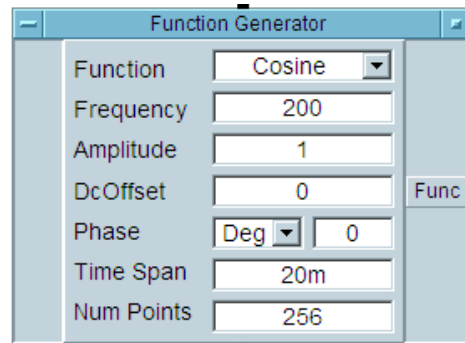 Function Generator
Function Cosine
Frequency 200
Amplitude 1
DcOffset 0
Func
Phase Deg 0
Time Span 20m
Num Points 256